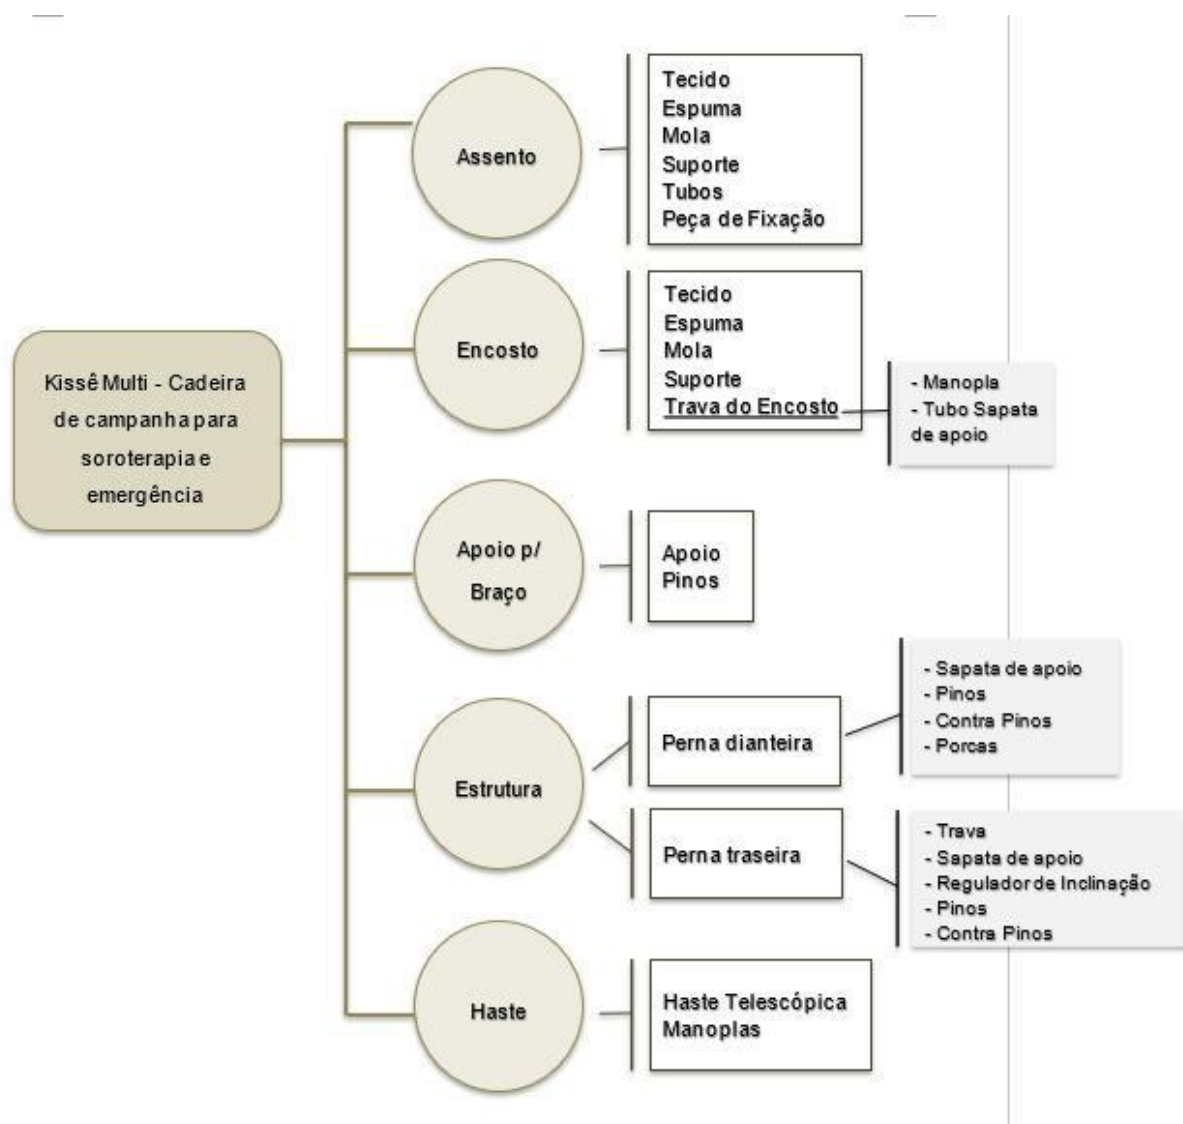 Kissê Multi - Cadeira
de campanha para
soroterapia e
emergência
Assento
Tecido
Espuma
Mola
Suporte
Tubos
Peça de Fixação
Encosto
Tecido
Espuma
Mola
Suporte
Trava do Encosto
- Manopla
- Tubo Sapata
de apoio
Apoio p/
Braço
Apoio
Pinos
Estrutura
Perna dianteira
- Sapata de apoio
- Pinos
- Contra Pinos
- Porcas
Perna traseira
- Trava
- Sapata de apoio
- Regulador de Inclinação
- Pinos
- Contra Pinos
Haste
Haste Telescópica
Manoplas